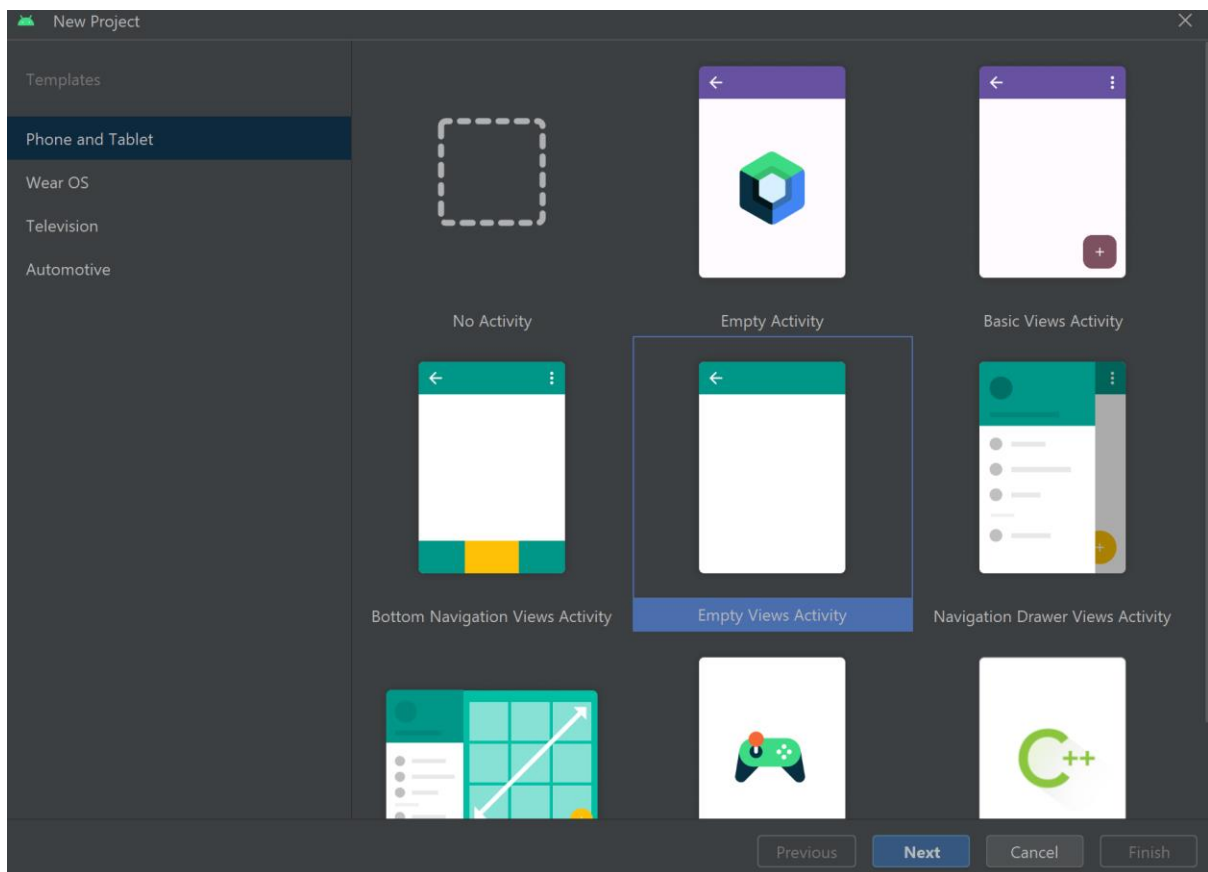 New Project
Templates
Phone and Tablet
Wear OS
Television
Automotive
No Activity
Empty Activity
Basic Views Activity
Bottom Navigation Views Activity
Empty Views Activity
Navigation Drawer Views Activity
C++
Previous
Next
Cancel
Finish